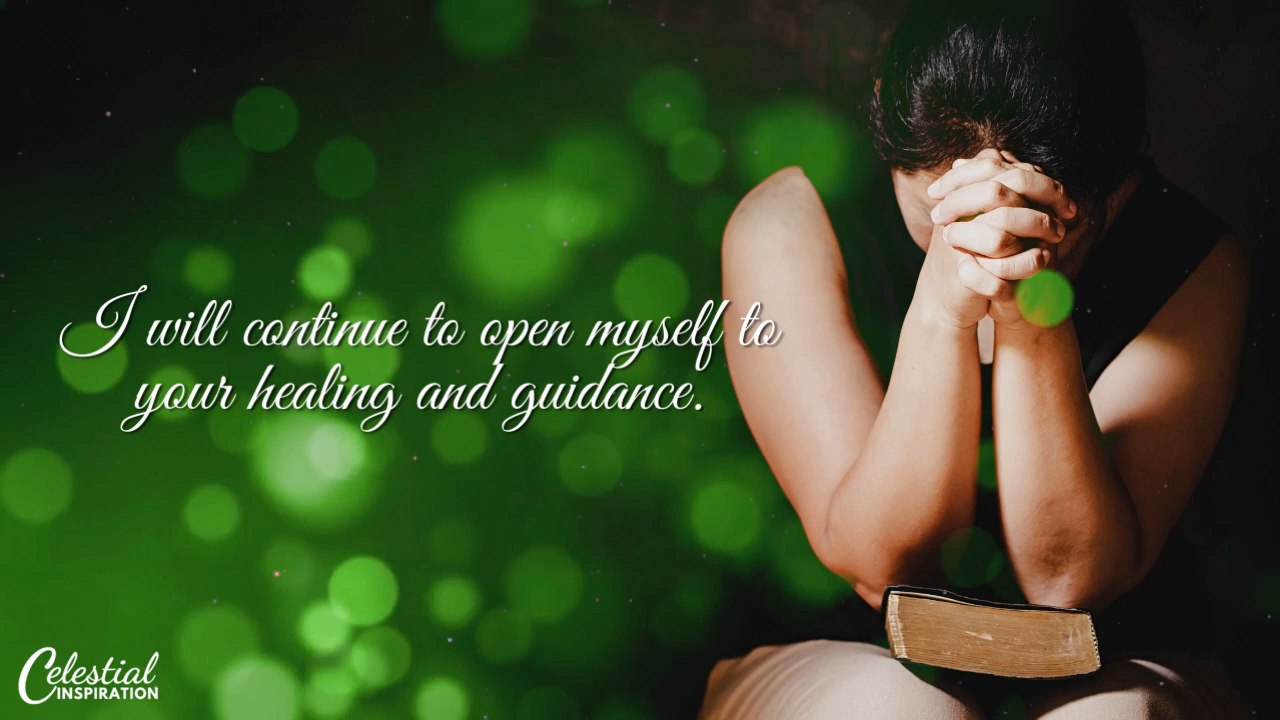 I will continue to open myself to
your healing and guidance.
Celestial
INSPIRATION